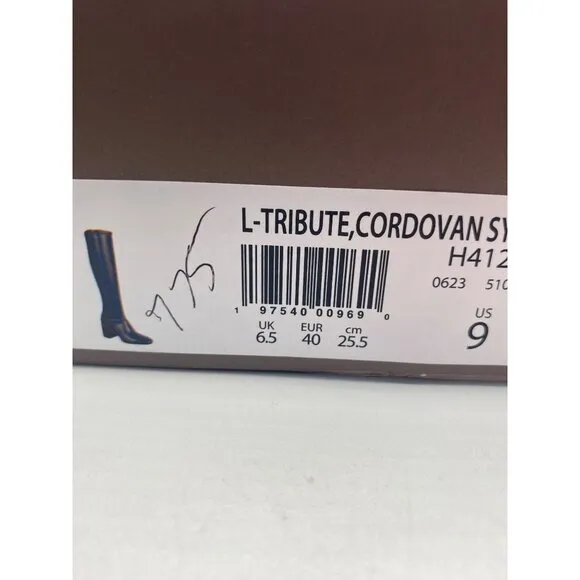 L-TRIBUTE,CORDOVAN SY
H412
0623 510
1 97540 00969 0
UK EUR cm US
6.5 40 25.5 9
775